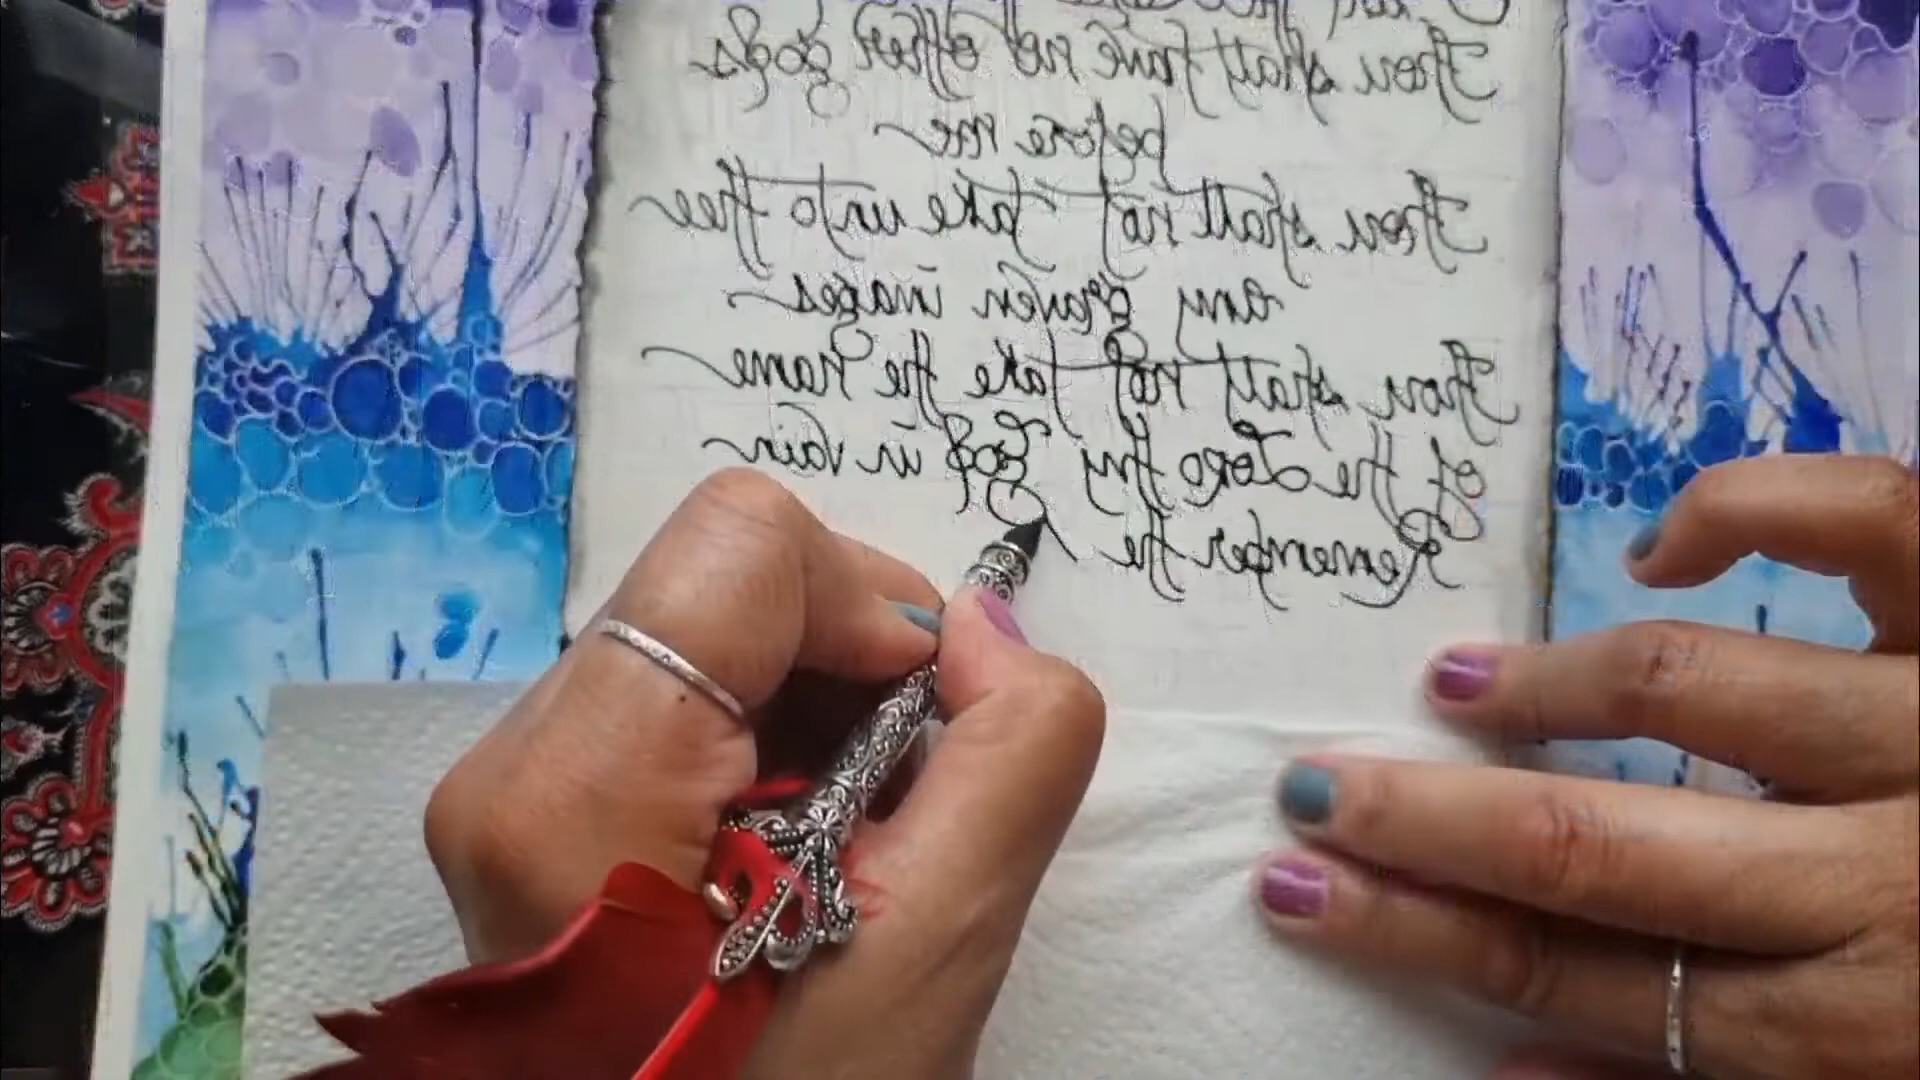 Thou shalt have no other gods
before me
Thou shalt not take unto thee
any graven images
Thou shalt not take the name
of the Lord thy God in vain
Remember the